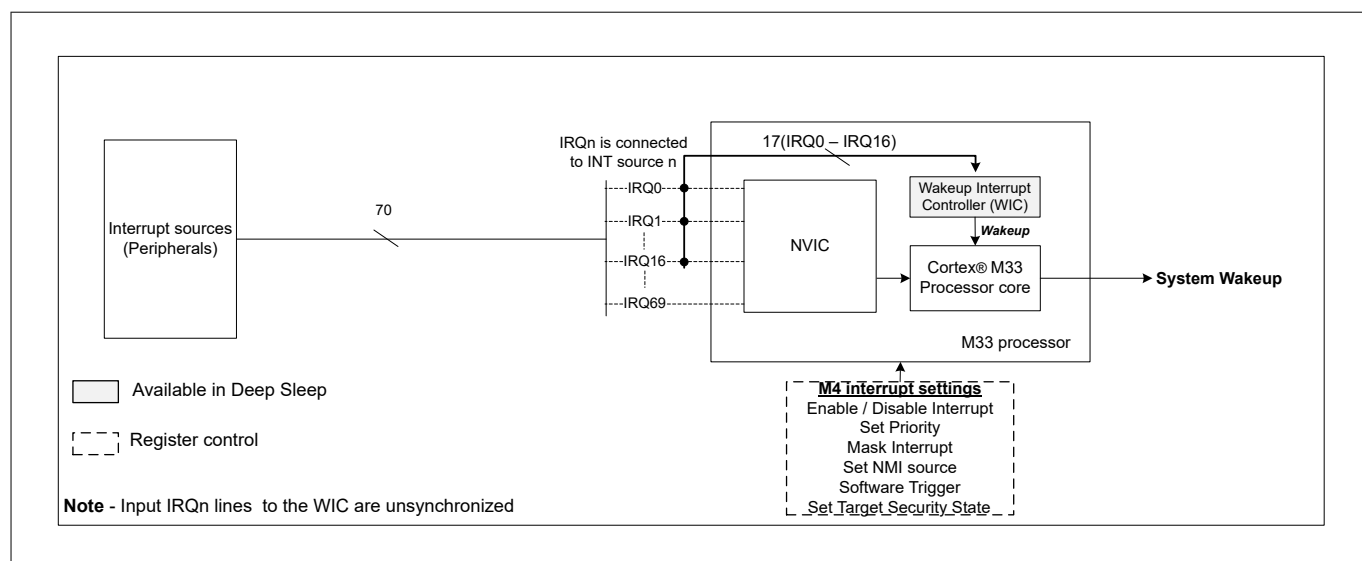 IRQn is connected
to INT source n
17(IRQ0 – IRQ16)
Interrupt sources
(Peripherals)
70
IRQ0
IRQ1
IRQ16
IRQ69
NVIC
Wakeup Interrupt
Controller (WIC)
Wakeup
Cortex® M33
Processor core
System Wakeup
M33 processor
Available in Deep Sleep
Register control
M4 interrupt settings
Enable / Disable Interrupt
Set Priority
Mask Interrupt
Set NMI source
Software Trigger
Set Target Security State
Note - Input IRQn lines to the WIC are unsynchronized